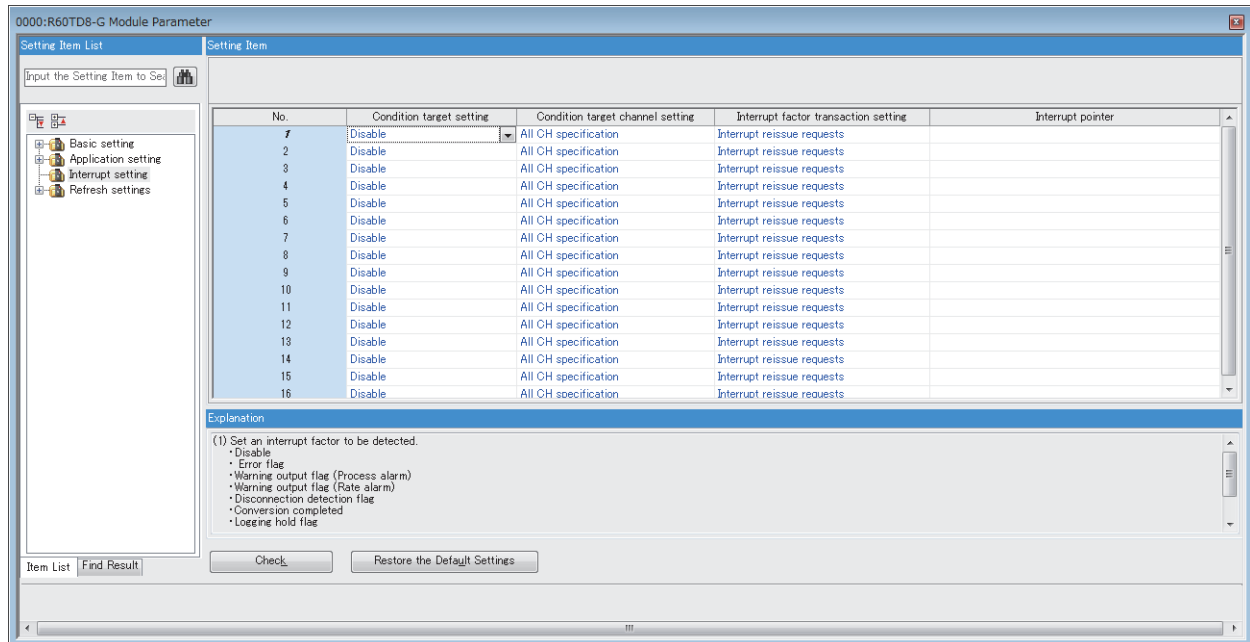 0000:R60TD8-G Module Parameter
Setting Item List
Setting Item
Input the Setting Item to Sea
No. Condition target setting Condition target channel setting Interrupt factor transaction setting Interrupt pointer
Basic setting
Application setting
Interrupt setting
Refresh settings
1 Disable All CH specification Interrupt reissue requests
2 Disable All CH specification Interrupt reissue requests
3 Disable All CH specification Interrupt reissue requests
4 Disable All CH specification Interrupt reissue requests
5 Disable All CH specification Interrupt reissue requests
6 Disable All CH specification Interrupt reissue requests
7 Disable All CH specification Interrupt reissue requests
8 Disable All CH specification Interrupt reissue requests
9 Disable All CH specification Interrupt reissue requests
10 Disable All CH specification Interrupt reissue requests
11 Disable All CH specification Interrupt reissue requests
12 Disable All CH specification Interrupt reissue requests
13 Disable All CH specification Interrupt reissue requests
14 Disable All CH specification Interrupt reissue requests
15 Disable All CH specification Interrupt reissue requests
16 Disable All CH specification Interrupt reissue requests
Explanation
(1) Set an interrupt factor to be detected.
・Disable
・ Error flag
・Warning output flag (Process alarm)
・Warning output flag (Rate alarm)
・Disconnection detection flag
・Conversion completed
・Logging hold flag
Item List Find Result
Check Restore the Default Settings